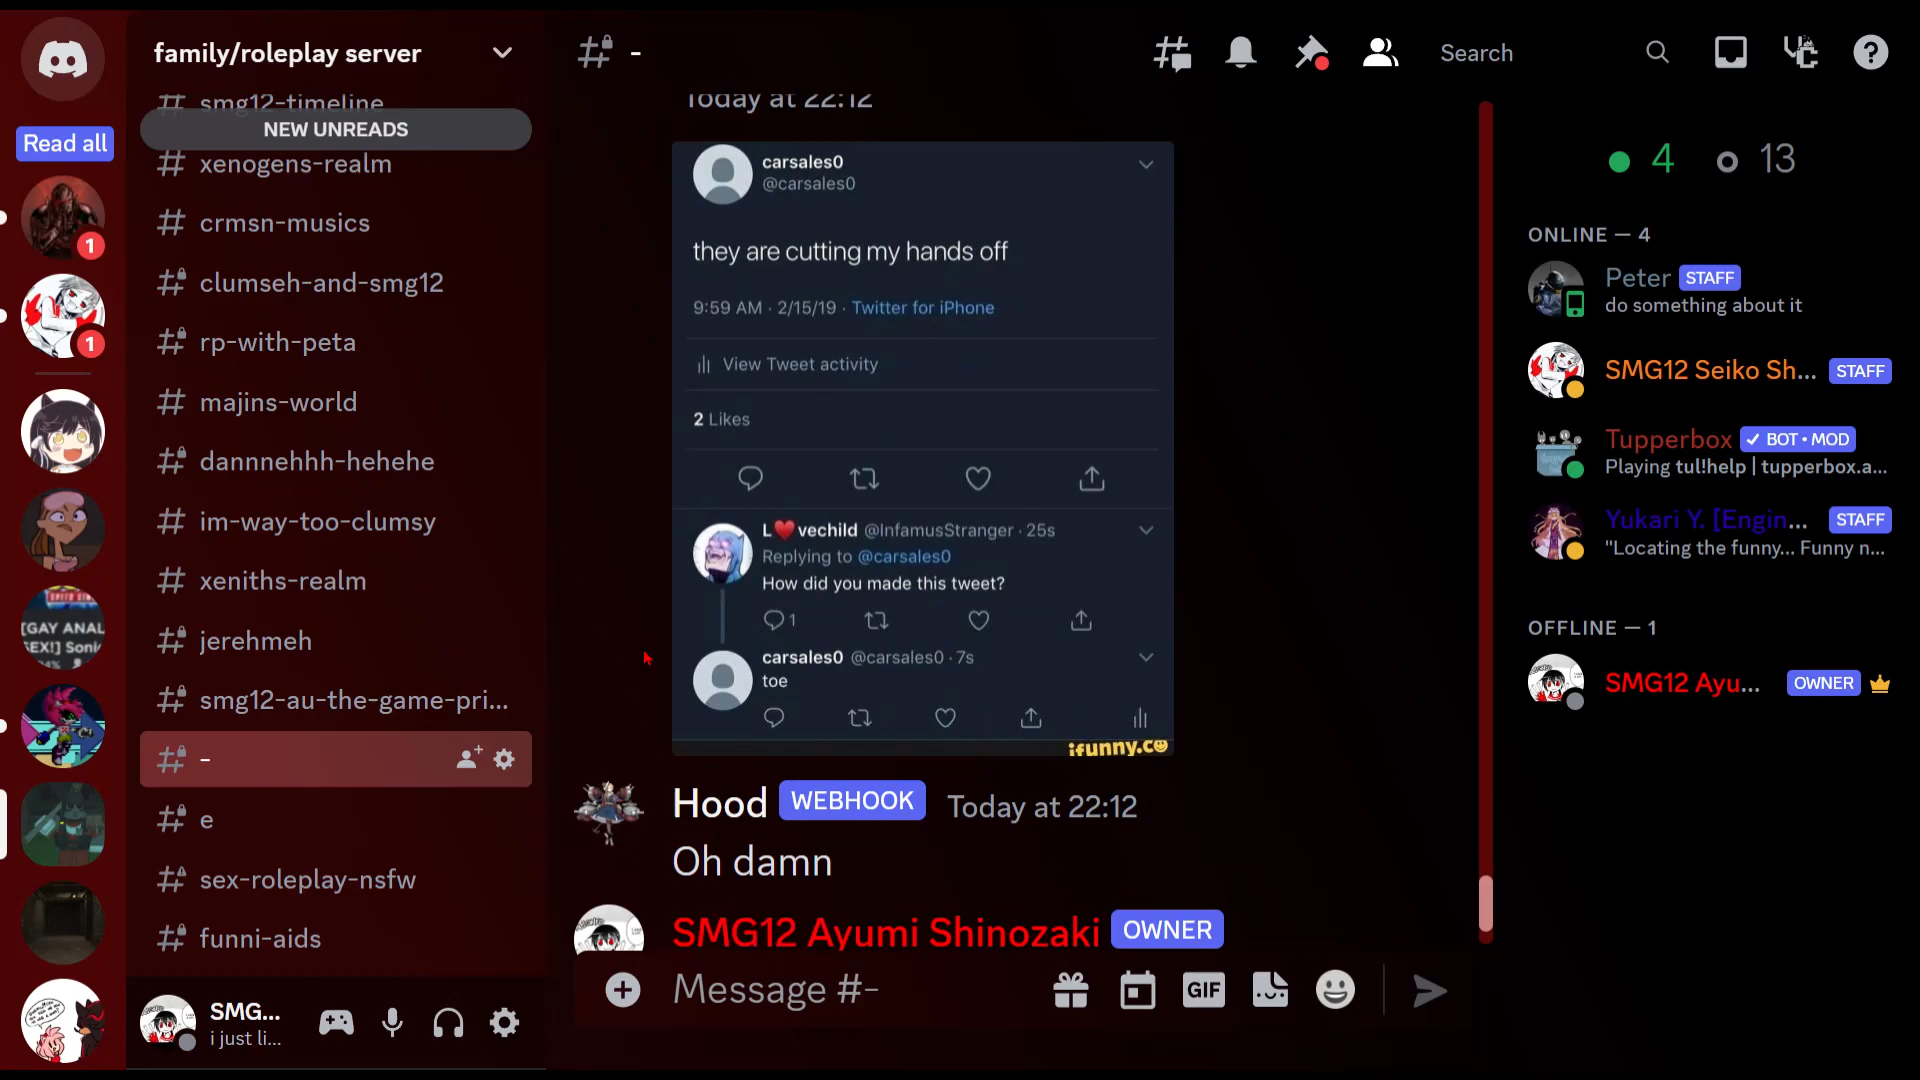 family/roleplay server
-
Search
smg12-timeline
NEW UNREADS
Today at 22:12
Read all
xenogens-realm
crmsn-musics
clumseh-and-smg12
rp-with-peta
majins-world
dannnehhh-hehehe
im-way-too-clumsy
xeniths-realm
jerehmeh
smg12-au-the-game-pri...
-
e
sex-roleplay-nsfw
funni-aids
1
1
[GAY ANAL
SEX!] Soni
SMG...
i just li...
carsales0
@carsales0
they are cutting my hands off
9:59 AM · 2/15/19 · Twitter for iPhone
View Tweet activity
2 Likes
L❤️vechild @InfamusStranger · 25s
Replying to @carsales0
How did you made this tweet?
1
carsales0 @carsales0 · 7s
toe
ifunny.co
Hood WEBHOOK Today at 22:12
Oh damn
SMG12 Ayumi Shinozaki OWNER
Message #-
GIF
4 13
ONLINE — 4
Peter STAFF
do something about it
SMG12 Seiko Sh... STAFF
Tupperbox ✓ BOT • MOD
Playing tul!help | tupperbox.a...
Yukari Y. [Engin... STAFF
"Locating the funny... Funny n...
OFFLINE — 1
SMG12 Ayu... OWNER